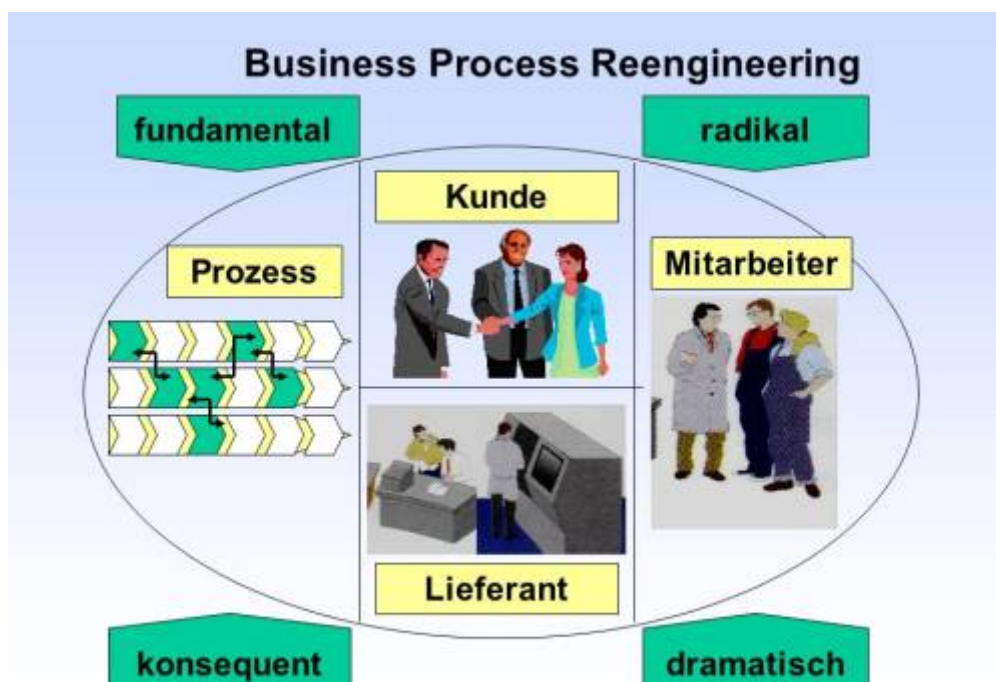 Business Process Reengineering
fundamental
radikal
Kunde
Prozess
Mitarbeiter
Lieferant
konsequent
dramatisch